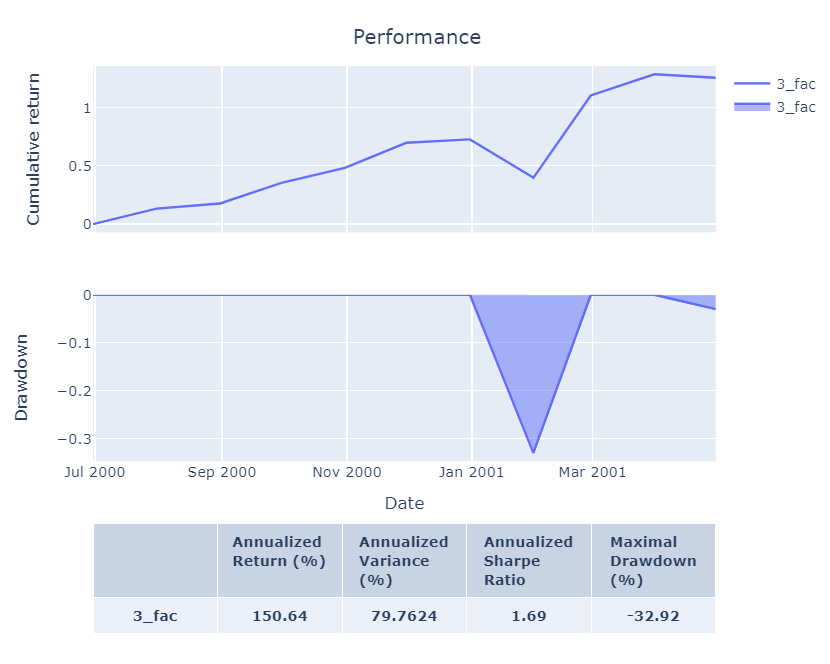 Performance
Cumulative return
1
0.5
0
3_fac
3_fac
Drawdown
0
−0.1
−0.2
−0.3
Jul 2000 Sep 2000 Nov 2000 Jan 2001 Mar 2001
Date
Annualized Return (%)
Annualized Variance (%)
Annualized Sharpe Ratio
Maximal Drawdown (%)
3_fac 150.64 79.7624 1.69 -32.92